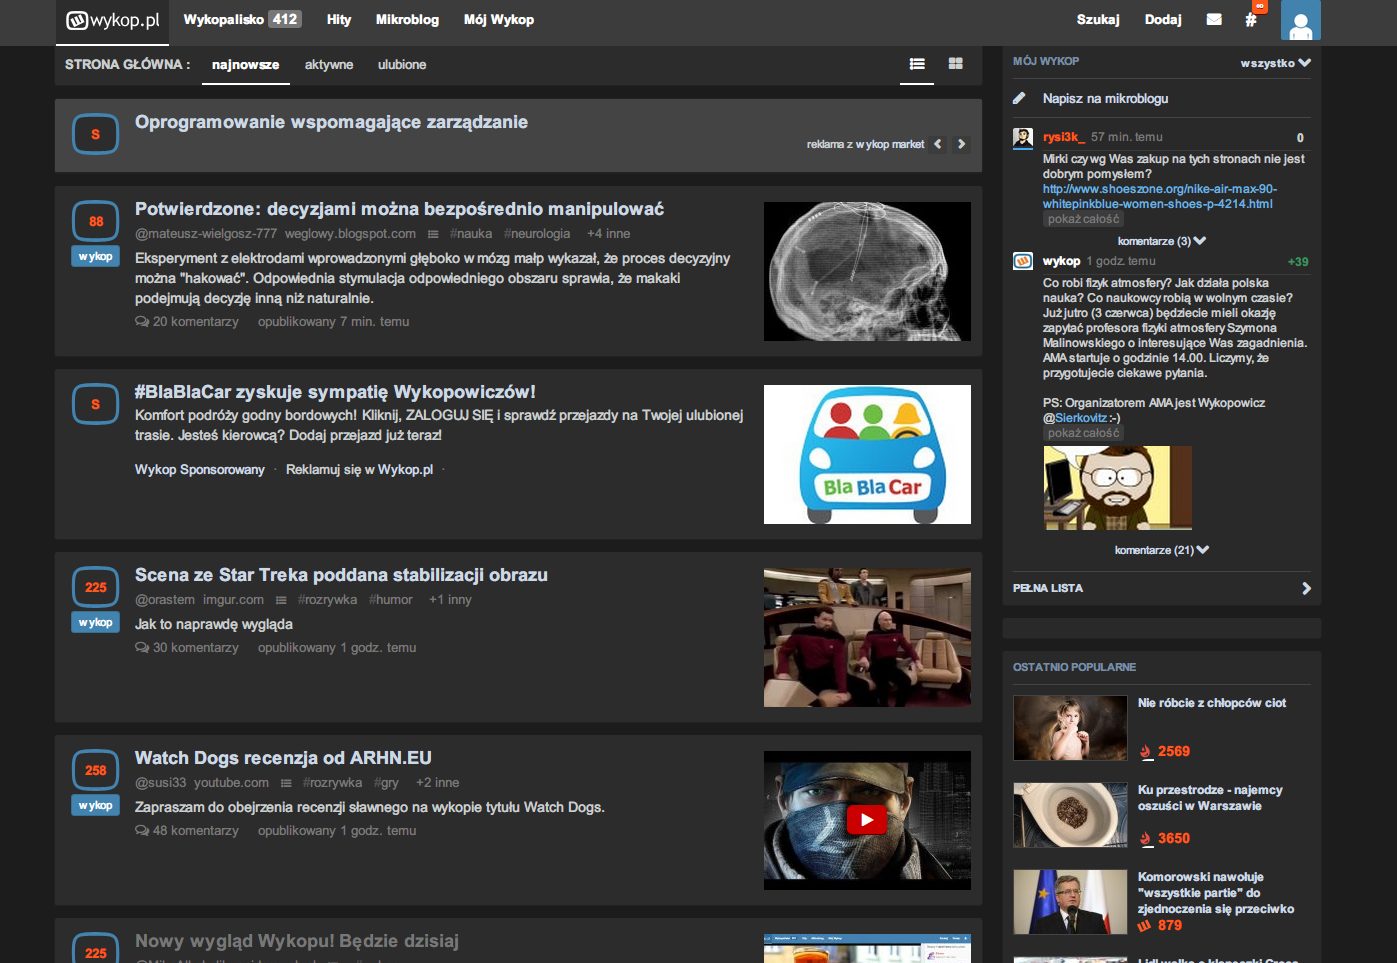 wykop.pl Wykopalisko 412 Hity Mikroblog Mój Wykop Szukaj Dodaj #
STRONA GŁÓWNA : najnowsze aktywne ulubione
S
Oprogramowanie wspomagające zarządzanie
reklama z wykop market
88
wykop
Potwierdzone: decyzjami można bezpośrednio manipulować
@mateusz-wielgosz-777 weglowy.blogspot.com #nauka #neurologia +4 inne
Eksperyment z elektrodami wprowadzonymi głęboko w mózg małp wykazał, że proces decyzyjny
można "hakować". Odpowiednia stymulacja odpowiedniego obszaru sprawia, że makaki
podejmują decyzję inną niż naturalnie.
20 komentarzy opublikowany 7 min. temu
S
#BlaBlaCar zyskuje sympatię Wykopowiczów!
Komfort podróży godny bordowych! Kliknij, ZALOGUJ SIĘ i sprawdź przejazdy na Twojej ulubionej
trasie. Jesteś kierowcą? Dodaj przejazd już teraz!
Wykop Sponsorowany · Reklamuj się w Wykop.pl ·
Bla Bla Car
225
wykop
Scena ze Star Treka poddana stabilizacji obrazu
@orastem imgur.com #rozrywka #humor +1 inny
Jak to naprawdę wygląda
30 komentarzy opublikowany 1 godz. temu
258
wykop
Watch Dogs recenzja od ARHN.EU
@susi33 youtube.com #rozrywka #gry +2 inne
Zapraszam do obejrzenia recenzji sławnego na wykopie tytułu Watch Dogs.
48 komentarzy opublikowany 1 godz. temu
225
Nowy wygląd Wykopu! Będzie dzisiaj
MÓJ WYKOP wszystko
Napisz na mikroblogu
rysi3k_ 57 min. temu 0
Mirki czy wg Was zakup na tych stronach nie jest
dobrym pomysłem?
http://www.shoeszone.org/nike-air-max-90-
whitepinkblue-women-shoes-p-4214.html
pokaż całość
komentarze (3)
wykop 1 godz. temu +39
Co robi fizyk atmosfery? Jak działa polska
nauka? Co naukowcy robią w wolnym czasie?
Już jutro (3 czerwca) będziecie mieli okazję
zapytać profesora fizyki atmosfery Szymona
Malinowskiego o interesujące Was zagadnienia.
AMA startuje o godzinie 14.00. Liczymy, że
przygotujecie ciekawe pytania.
PS: Organizatorem AMA jest Wykopowicz
@Sierkovitz :-)
pokaż całość
komentarze (21)
PEŁNA LISTA
OSTATNIO POPULARNE
Nie róbcie z chłopców ciot
2569
Ku przestrodze - najemcy
oszuści w Warszawie
3650
Komorowski nawołuje
"wszystkie partie" do
zjednoczenia się przeciwko
879